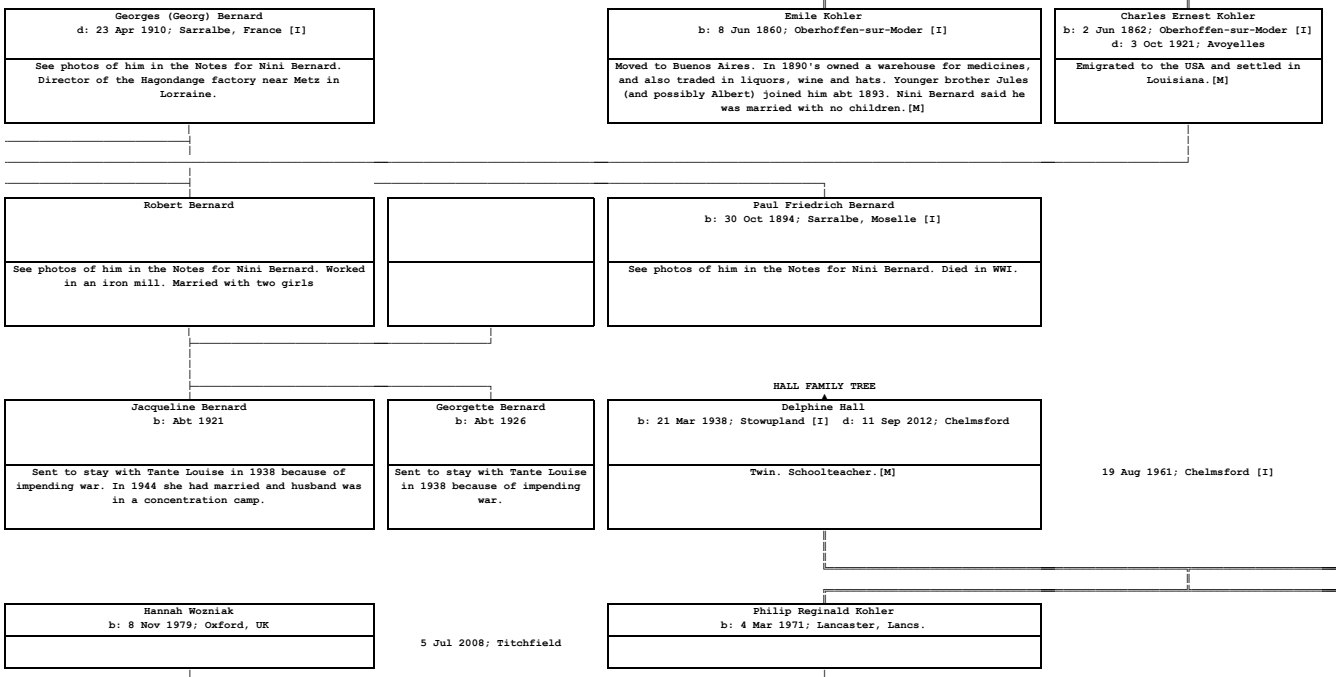 Georges (Georg) Bernard
d: 23 Apr 1910; Sarralbe, France [I]
See photos of him in the Notes for Nini Bernard.
Director of the Hagondange factory near Metz in
Lorraine.
Emile Kohler
b: 8 Jun 1860; Oberhoffen-sur-Moder [I]
Moved to Buenos Aires. In 1890's owned a warehouse for medicines,
and also traded in liquors, wine and hats. Younger brother Jules
(and possibly Albert) joined him abt 1893. Nini Bernard said he
was married with no children.[M]
Charles Ernest Kohler
b: 2 Jun 1862; Oberhoffen-sur-Moder [I]
d: 3 Oct 1921; Avoyelles
Emigrated to the USA and settled in
Louisiana.[M]
Robert Bernard
See photos of him in the Notes for Nini Bernard. Worked
in an iron mill. Married with two girls
Paul Friedrich Bernard
b: 30 Oct 1894; Sarralbe, Moselle [I]
See photos of him in the Notes for Nini Bernard. Died in WWI.
Jacqueline Bernard
b: Abt 1921
Sent to stay with Tante Louise in 1938 because of
impending war. In 1944 she had married and husband was
in a concentration camp.
Georgette Bernard
b: Abt 1926
Sent to stay with Tante Louise
in 1938 because of impending
war.
HALL FAMILY TREE
Delphine Hall
b: 21 Mar 1938; Stowupland [I] d: 11 Sep 2012; Chelmsford
Twin. Schoolteacher.[M]
19 Aug 1961; Chelmsford [I]
Hannah Wozniak
b: 8 Nov 1979; Oxford, UK
5 Jul 2008; Titchfield
Philip Reginald Kohler
b: 4 Mar 1971; Lancaster, Lancs.